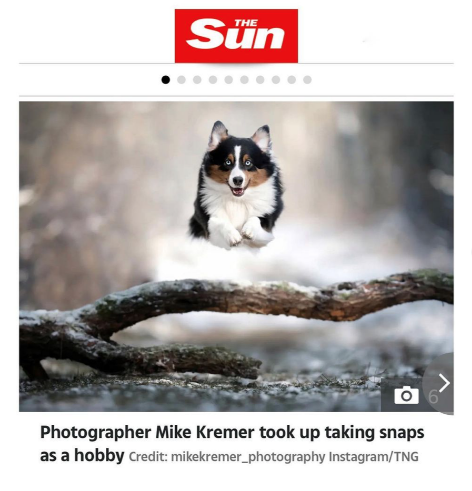 THE
Sun
6
Photographer Mike Kremer took up taking snaps
as a hobby Credit: mikekremer_photography Instagram/TNG